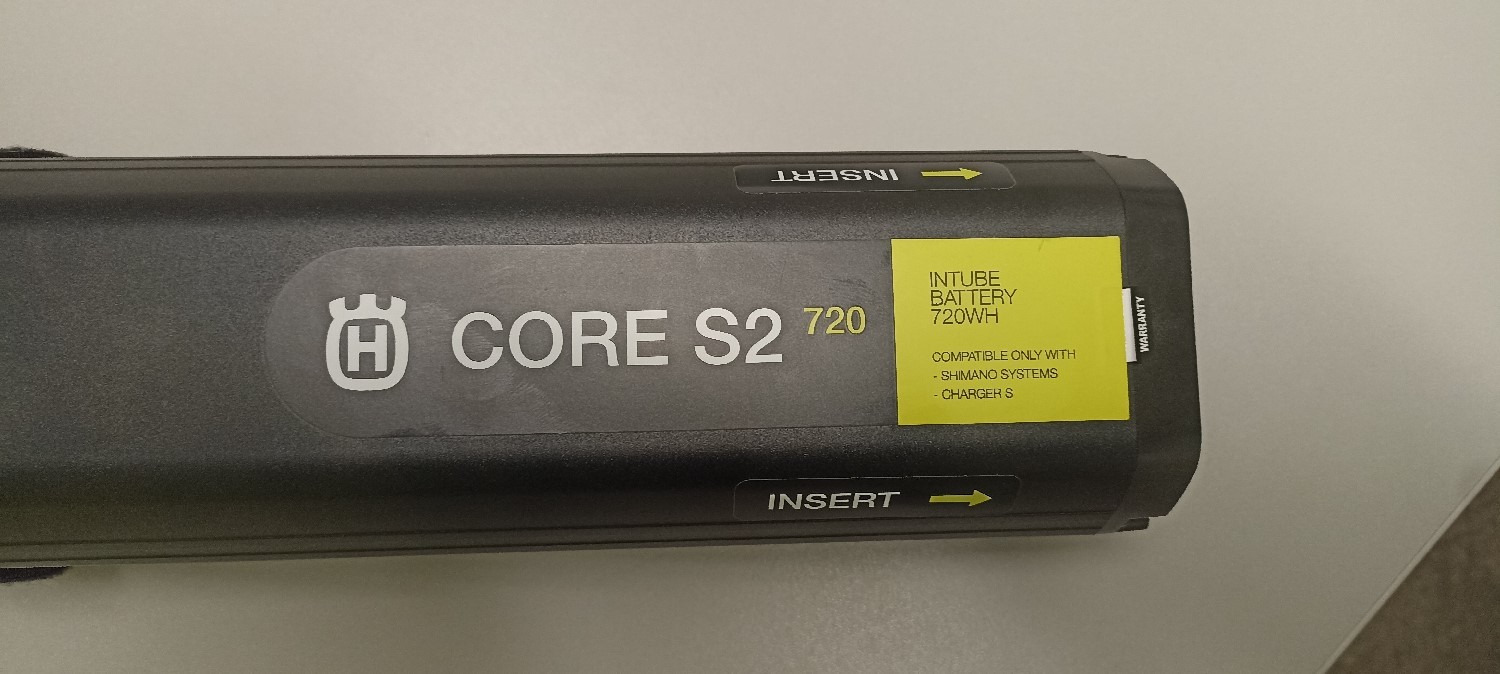 INSERT
H
CORE S2 720
INTUBE
BATTERY
720WH
COMPATIBLE ONLY WITH
- SHIMANO SYSTEMS
- CHARGER S
WARRANTY
INSERT